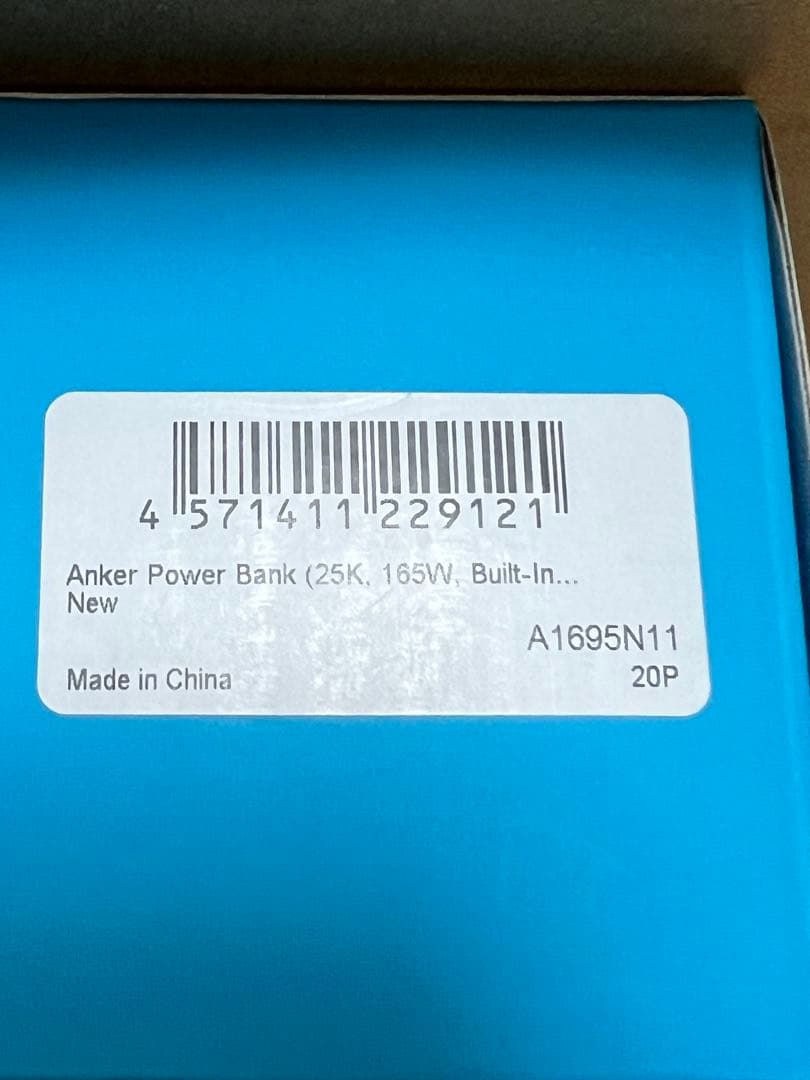 4 571411 229121
Anker Power Bank (25K, 165W, Built-In...
New
A1695N11
Made in China
20P